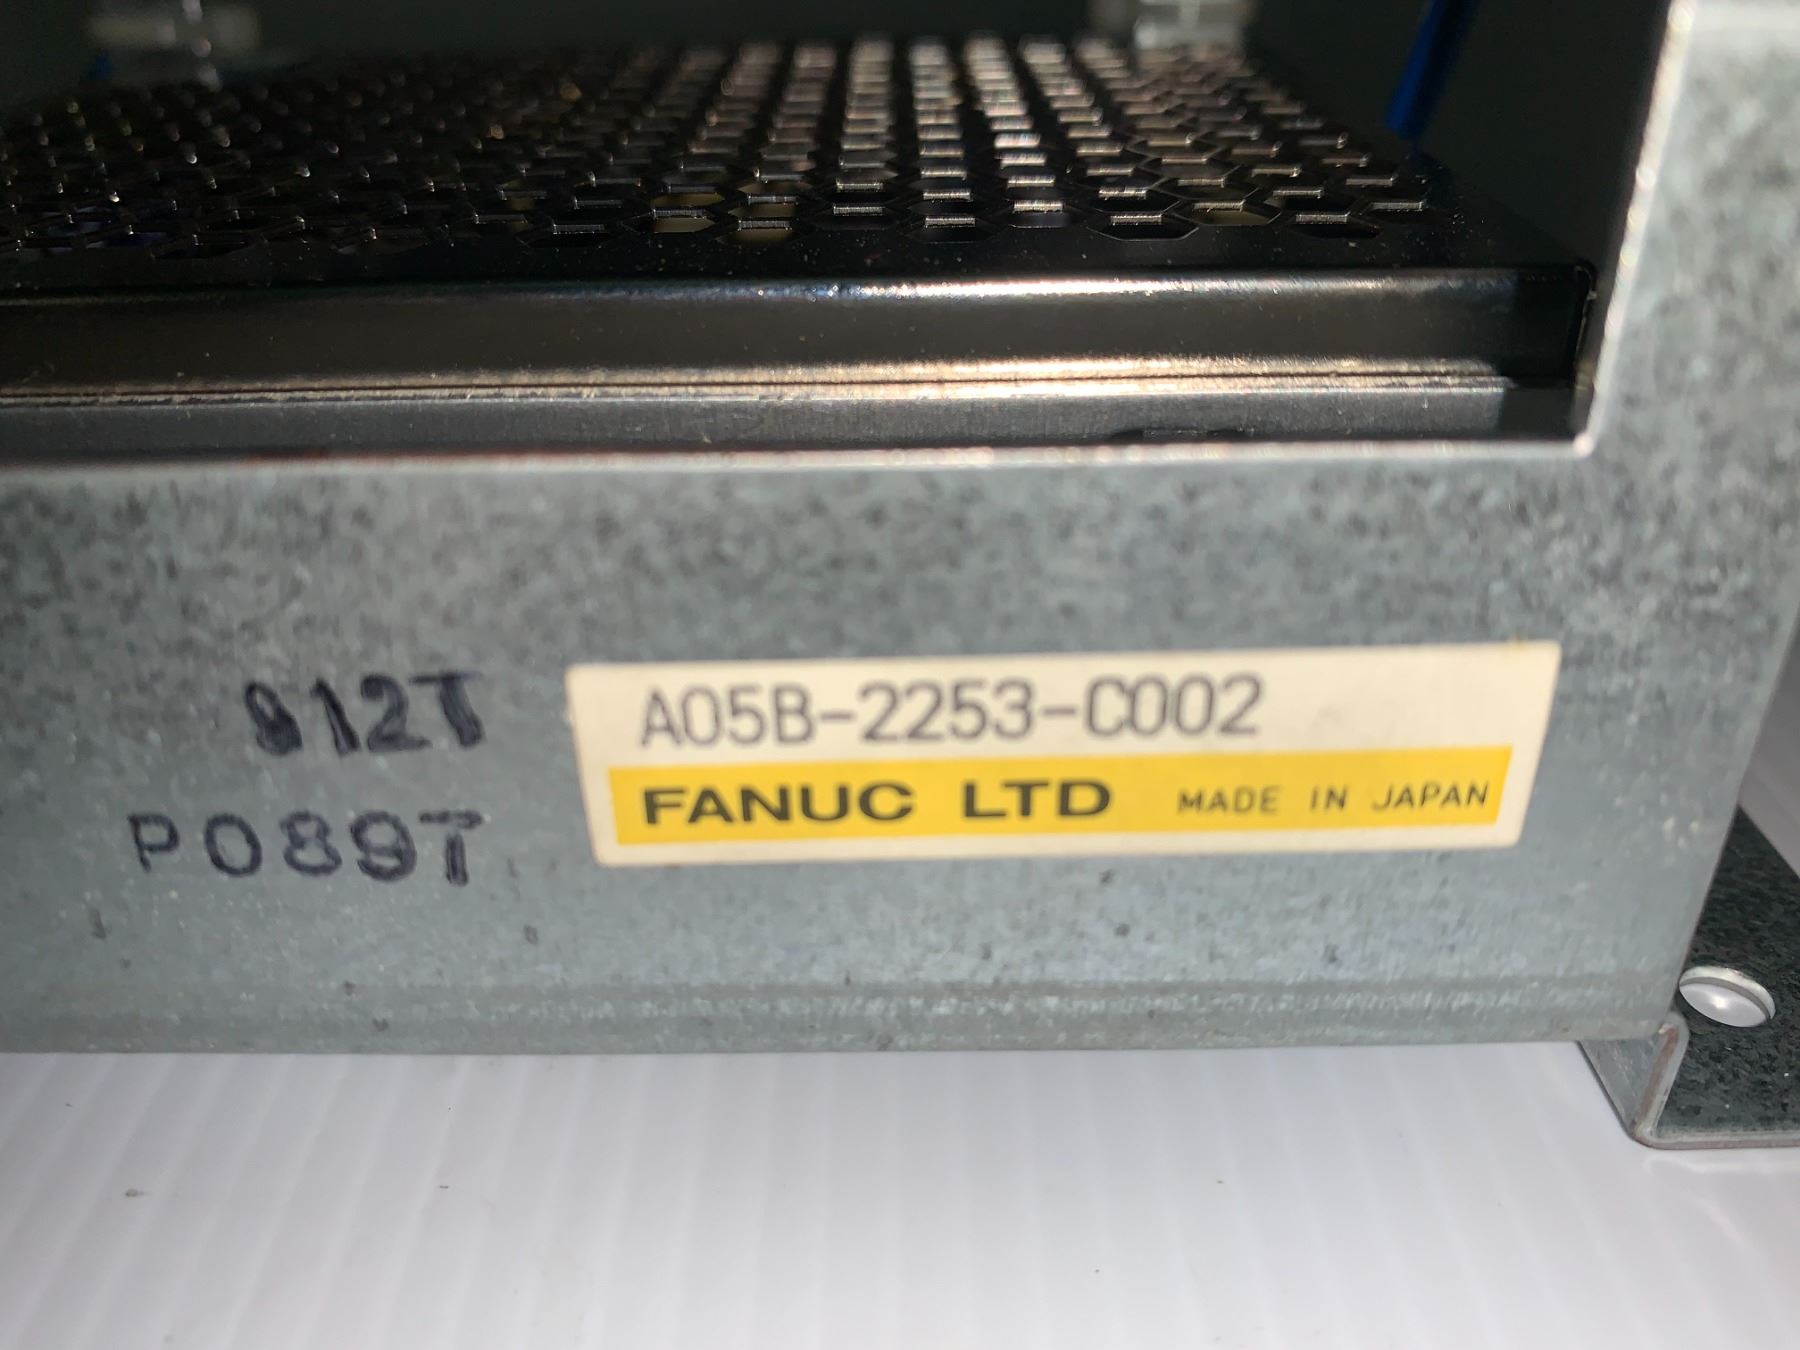 912T
P0897
A05B-2253-C002
FANUC LTD MADE IN JAPAN